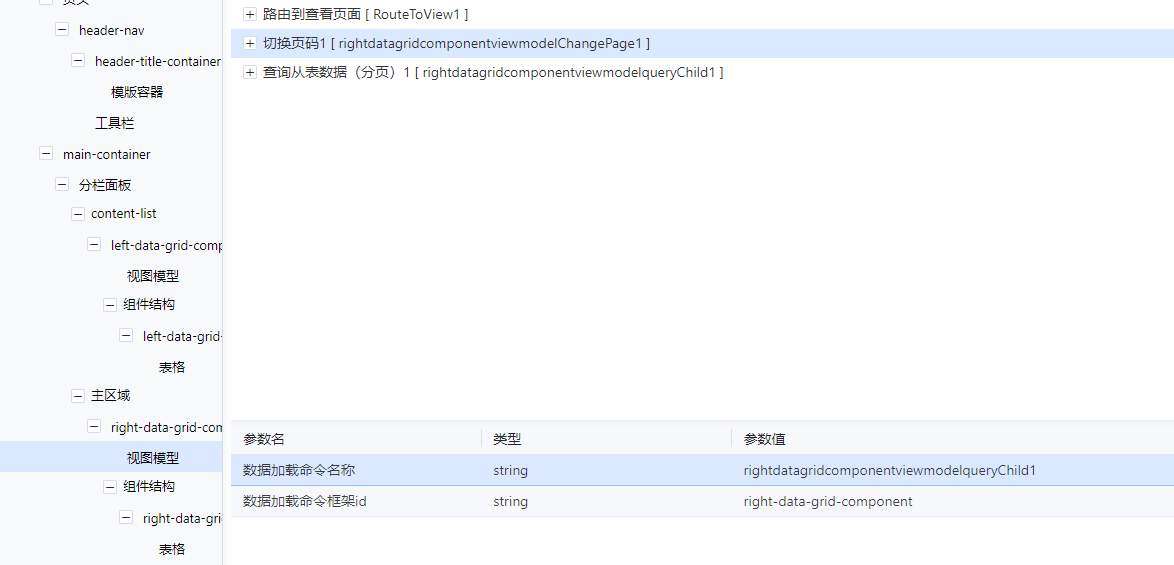 header-nav
header-title-container
模版容器
工具栏
main-container
分栏面板
content-list
left-data-grid-comp
视图模型
组件结构
left-data-grid-
表格
主区域
right-data-grid-com
视图模型
组件结构
right-data-gri
表格
路由到查看页面 [ RouteToView1 ]
切换页码1 [ rightdatagridcomponentviewmodelChangePage1 ]
查询从表数据（分页）1 [ rightdatagridcomponentviewmodelqueryChild1 ]
参数名 类型 参数值
数据加载命令名称 string rightdatagridcomponentviewmodelqueryChild1
数据加载命令框架id string right-data-grid-component